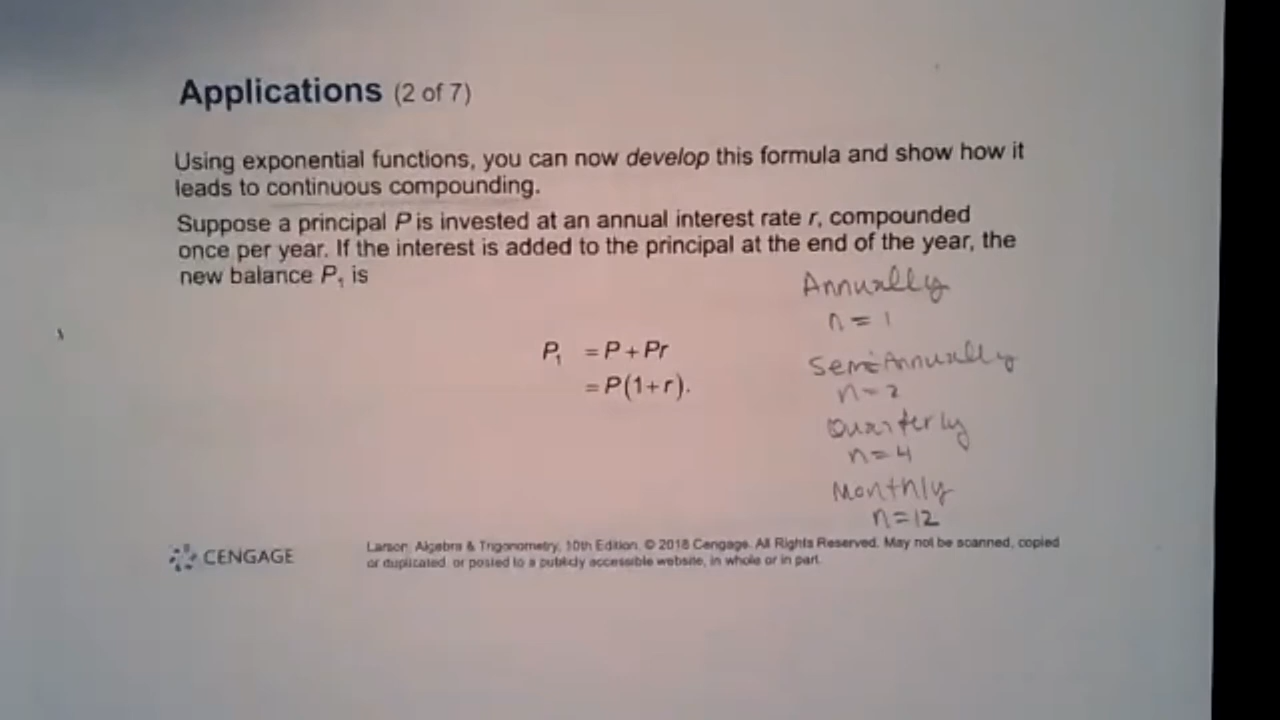 Applications (2 of 7)
Using exponential functions, you can now develop this formula and show how it
leads to continuous compounding.
Suppose a principal P is invested at an annual interest rate r, compounded
once per year. If the interest is added to the principal at the end of the year, the
new balance P₁ is
Annually
n = 1
P₁ = P + Pr
SemiAnnually
= P(1+r).
n=2
Quarterly
n=4
Monthly
n=12
CENGAGE
Larson, Algebra & Trigonometry, 10th Edition. © 2018 Cengage. All Rights Reserved. May not be scanned, copied
or duplicated, or posted to a publicly accessible website, in whole or in part.